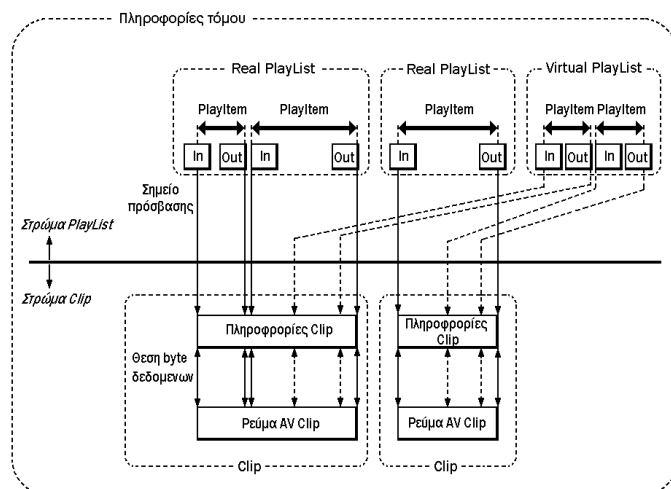 Πληροφορίες τόμου
Real PlayList
Real PlayList
Virtual PlayList
PlayItem
PlayItem
PlayItem
PlayItem
PlayItem
In
Out
In
Out
In
Out
In
Out
In
Out
Σημείο
πρόσβασης
Στρώμα PlayList
Στρώμα Clip
Πληροφρορίες Clip
Πληροφρορίες
Clip
Θεση byte
δεδομενων
Ρεύμα AV Clip
Ρεύμα AV Clip
Clip
Clip